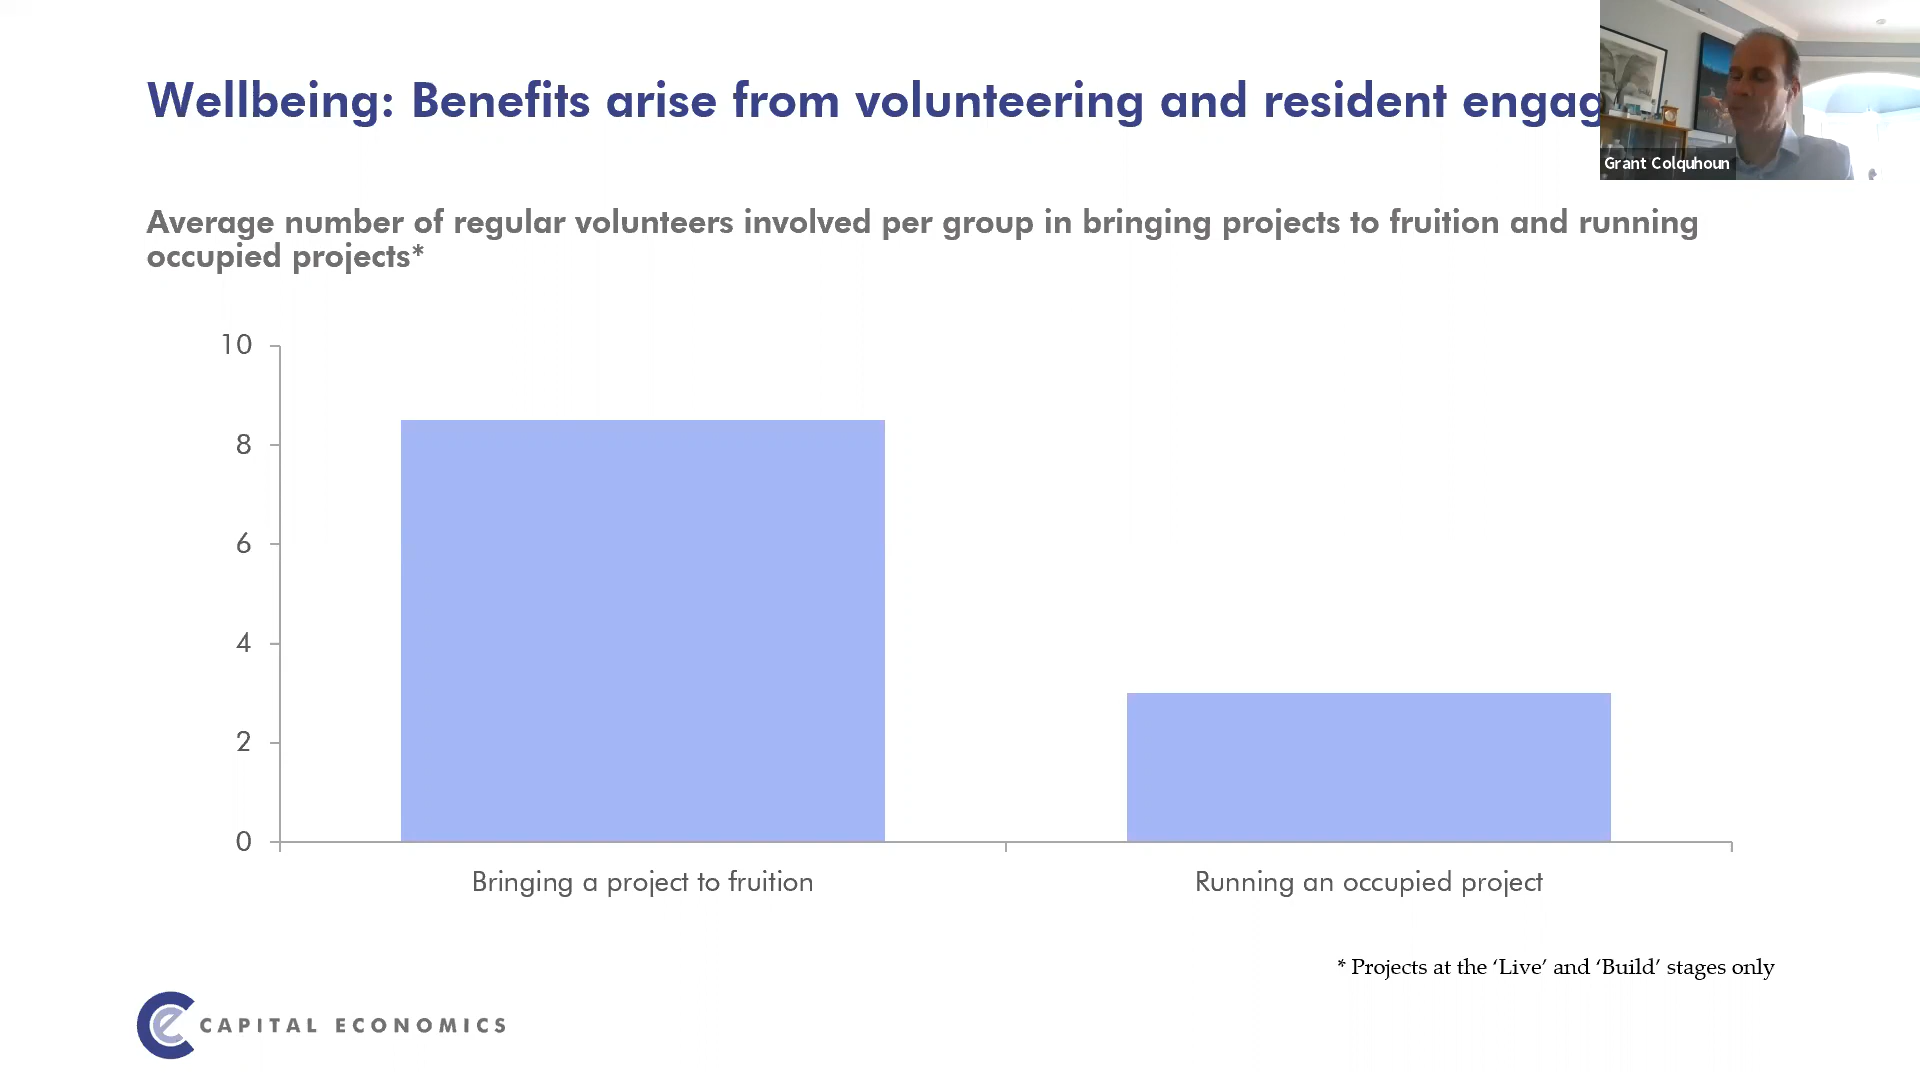 Wellbeing: Benefits arise from volunteering and resident engag
Grant Colquhoun
Average number of regular volunteers involved per group in bringing projects to fruition and running
occupied projects*
10
8
6
4
2
0
Bringing a project to fruition
Running an occupied project
* Projects at the ‘Live’ and ‘Build’ stages only
CAPITAL ECONOMICS